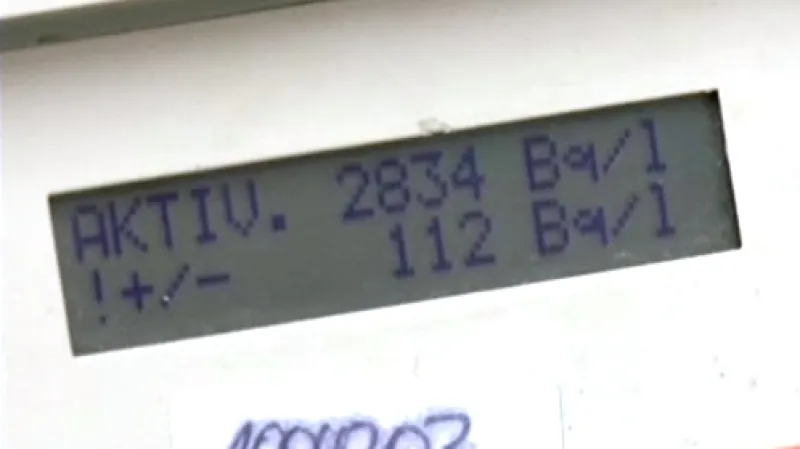 AKTIV. 2834 Bq/l
!+/- 112 Bq/l